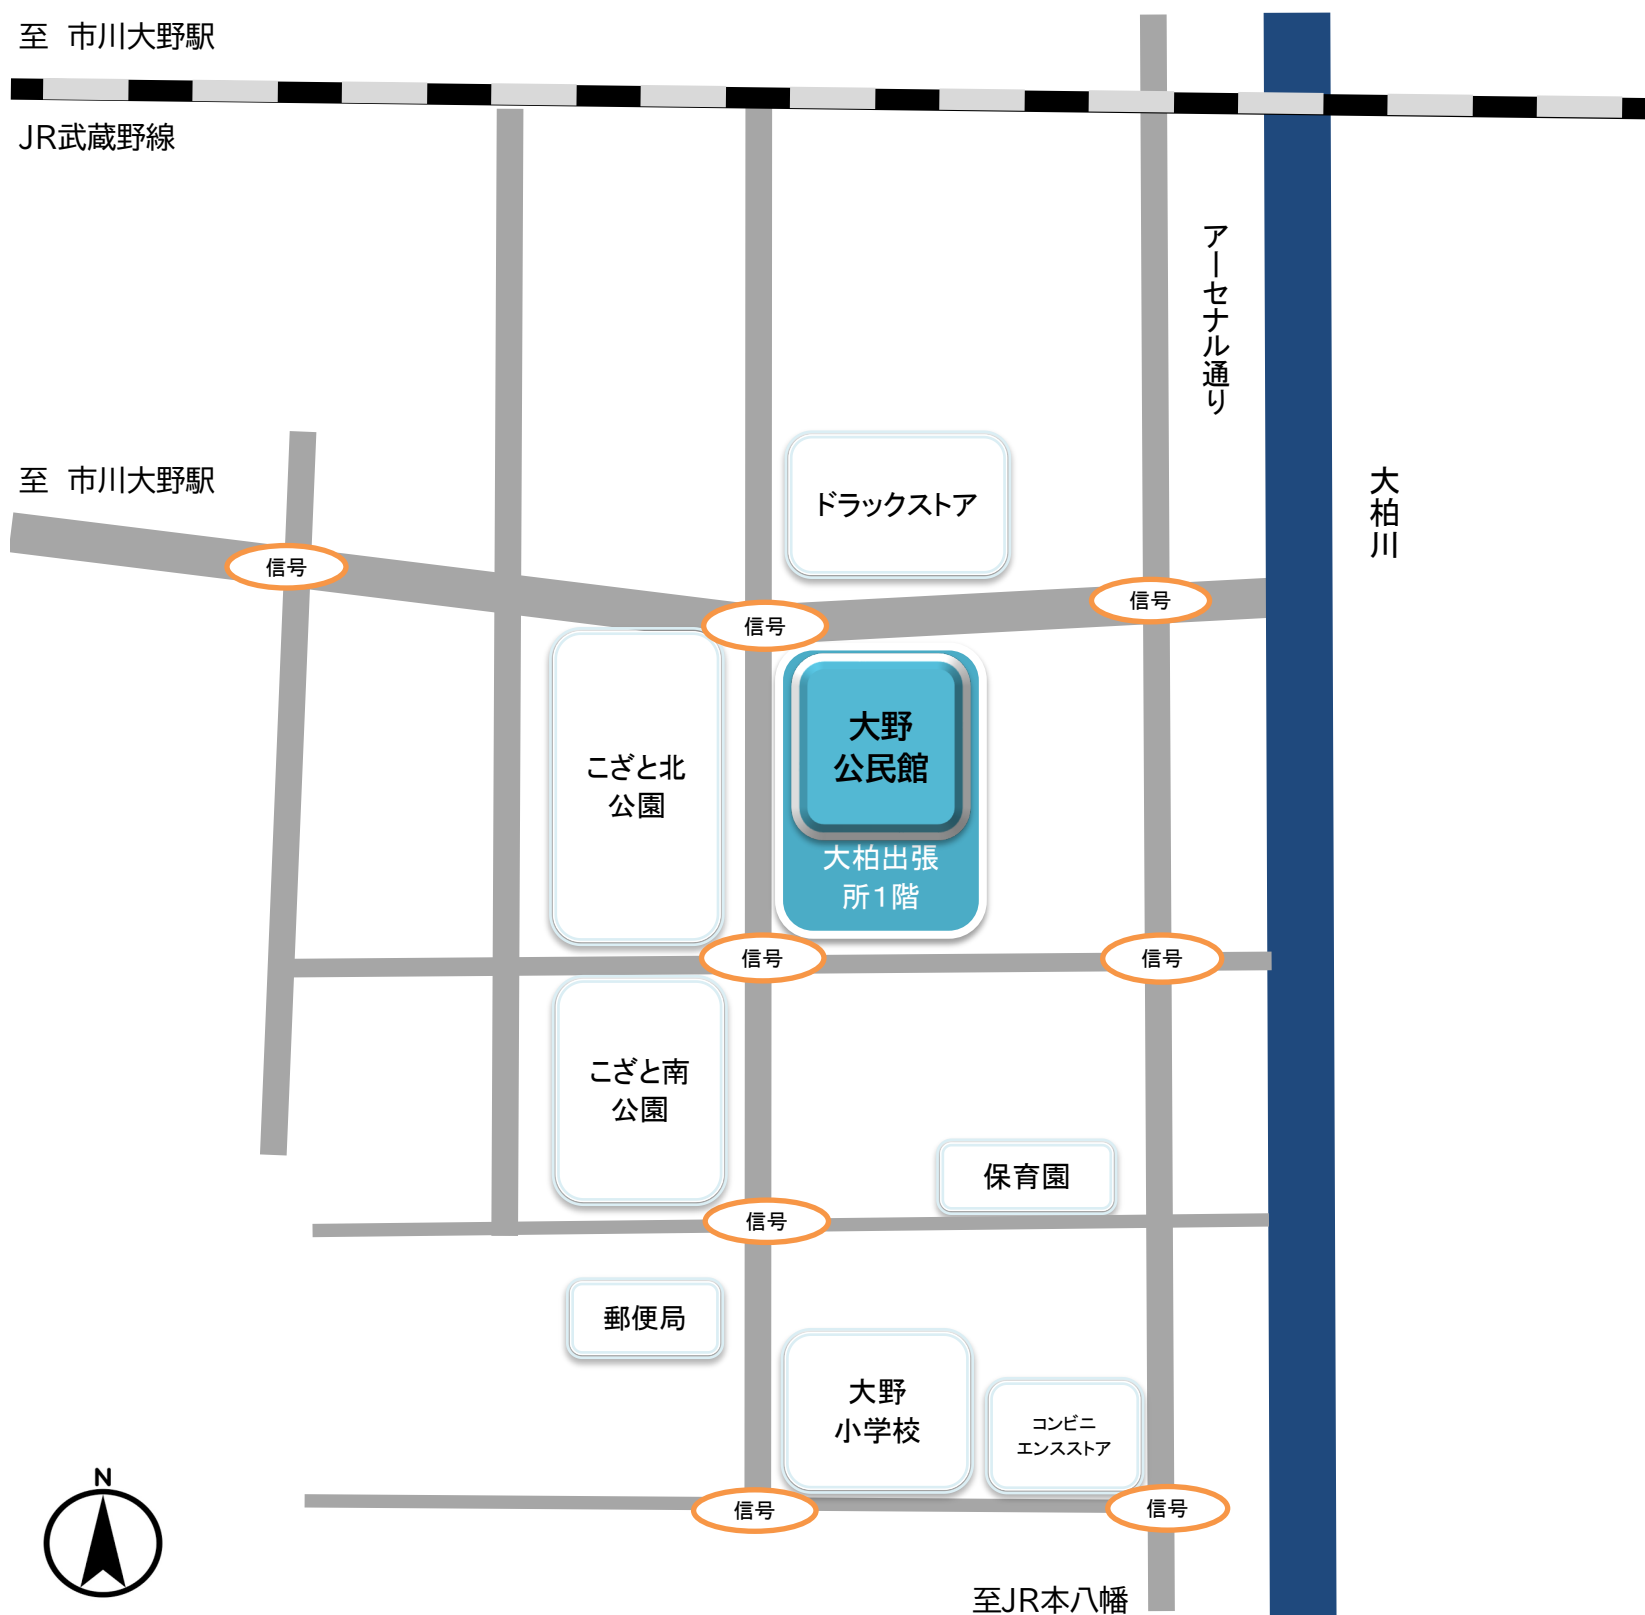 至　市川大野駅
JR武蔵野線
アーセナル通り
ドラックストア
至　市川大野駅
大柏川
信号
信号
信号
大野
公民館
こざと北
公園
大柏出張
所1階
信号
信号
こざと南
公園
保育園
信号
郵便局
大野
小学校
コンビニ
エンスストア
N
信号
信号
至JR本八幡